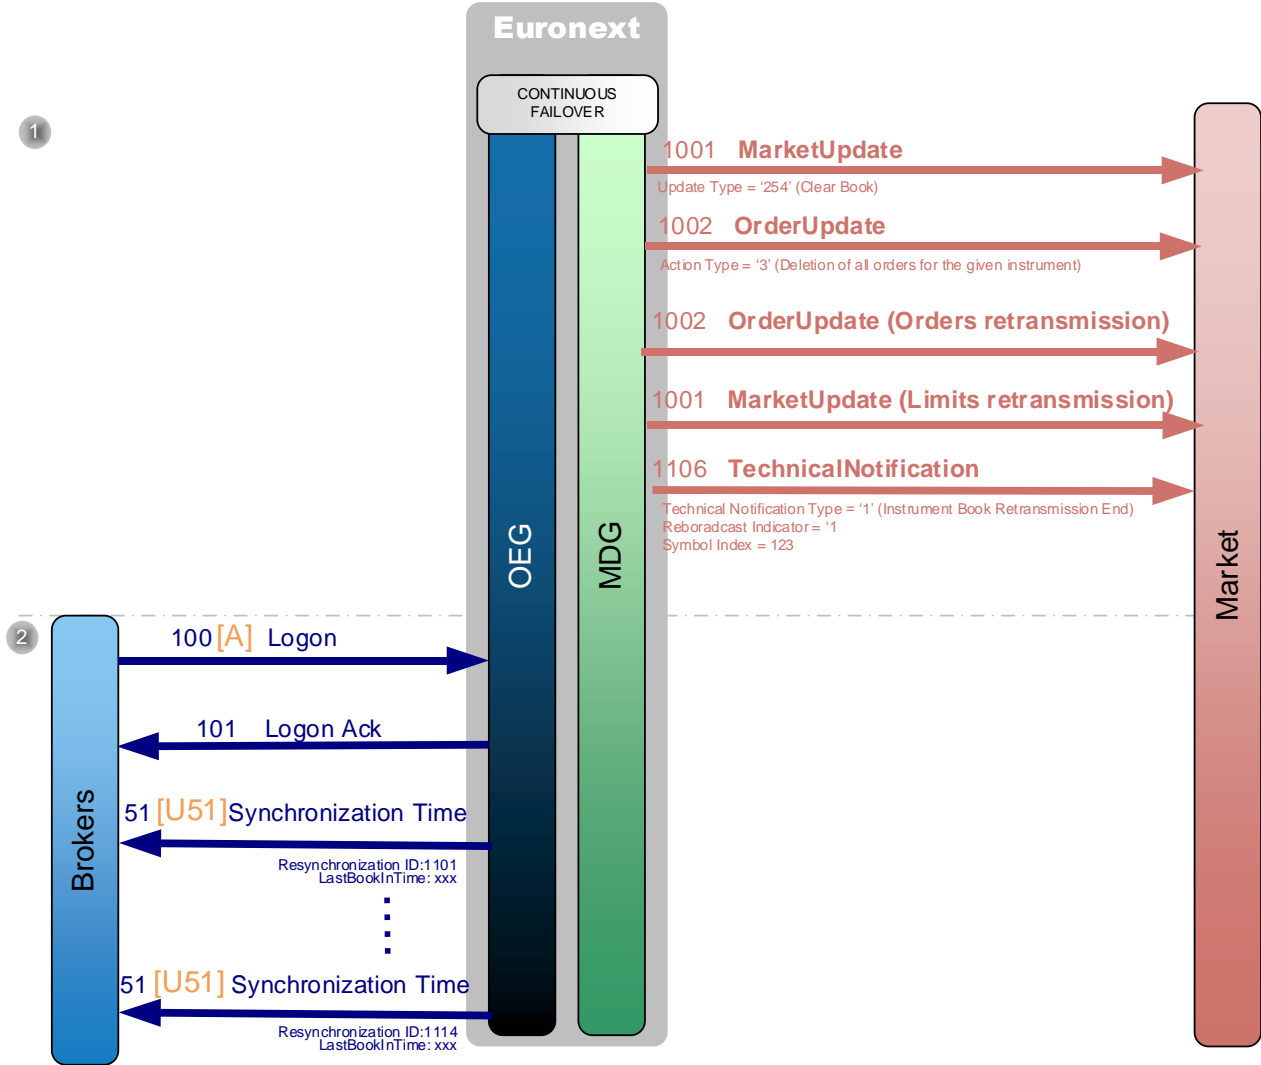 Euronext
CONTINUOUS
FAILOVER
1
1001 MarketUpdate
Update Type = ‘254’ (Clear Book)
1002 OrderUpdate
Action Type = ‘3’ (Deletion of all orders for the given instrument)
1002 OrderUpdate (Orders retransmission)
1001 MarketUpdate (Limits retransmission)
1106 TechnicalNotification
Technical Notification Type = ‘1’ (Instrument Book Retransmission End)
Reboradcast Indicator = ‘1
Symbol Index = 123
OEG
MDG
Market
2
100 [A] Logon
101 Logon Ack
51 [U51] Synchronization Time
Resynchronization ID:1101
LastBookInTime: xxx
Brokers
51 [U51] Synchronization Time
Resynchronization ID:1114
LastBookInTime: xxx